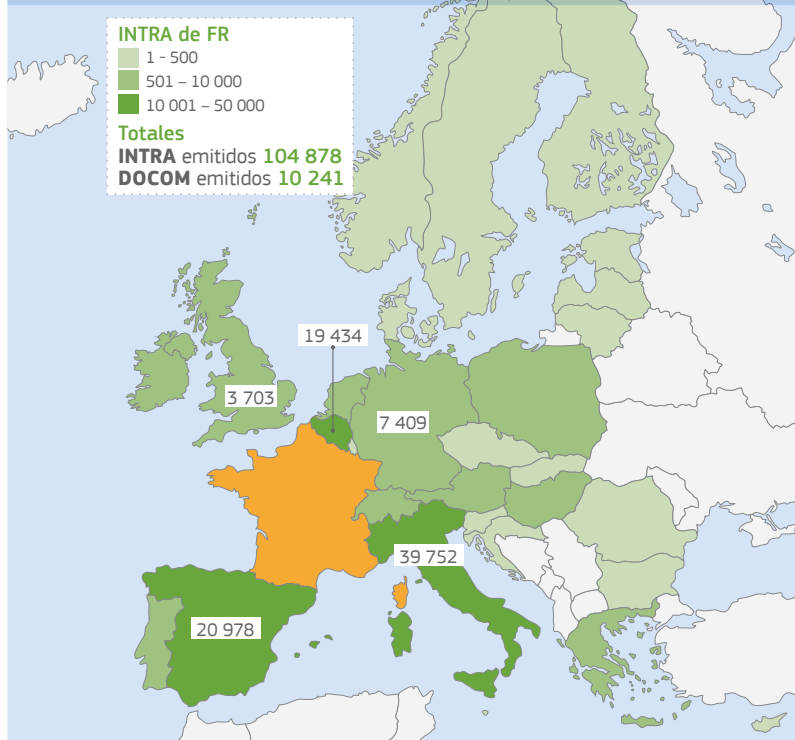 INTRA de FR
1 - 500
501 – 10 000
10 001 – 50 000
Totales
INTRA emitidos 104 878
DOCOM emitidos 10 241
19 434
3 703
7 409
39 752
20 978